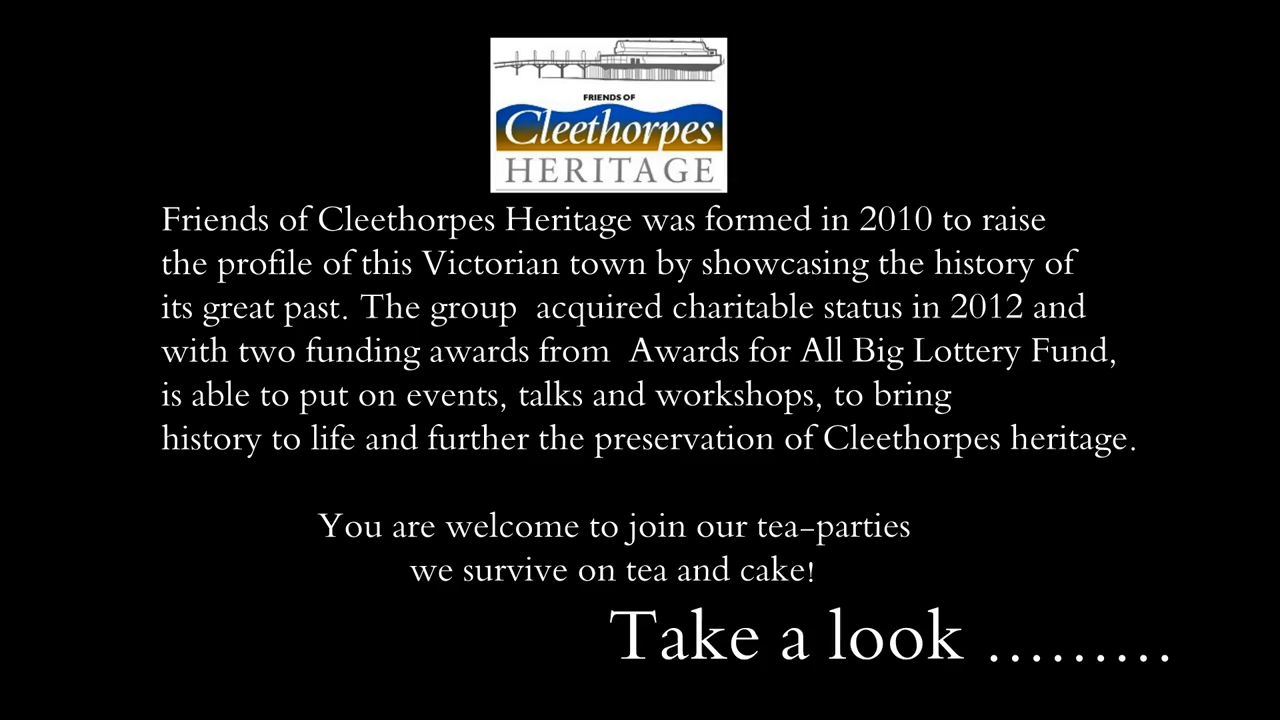 FRIENDS OF
Cleethorpes
HERITAGE
Friends of Cleethorpes Heritage was formed in 2010 to raise
the profile of this Victorian town by showcasing the history of
its great past. The group  acquired charitable status in 2012 and
with two funding awards from  Awards for All Big Lottery Fund,
is able to put on events, talks and workshops, to bring
history to life and further the preservation of Cleethorpes heritage.
You are welcome to join our tea-parties
we survive on tea and cake!
Take a look .........